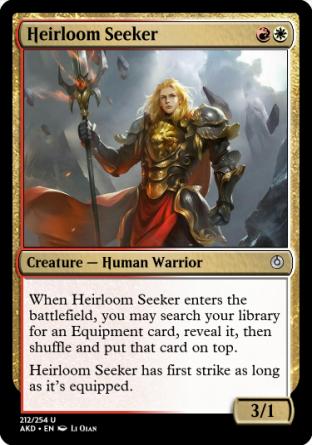 Heirloom Seeker
Creature — Human Warrior
When Heirloom Seeker enters the
battlefield, you may search your library
for an Equipment card, reveal it, then
shuffle and put that card on top.
Heirloom Seeker has first strike as long
as it's equipped.
3/1
212/254 U
AKD • EN Li Qian